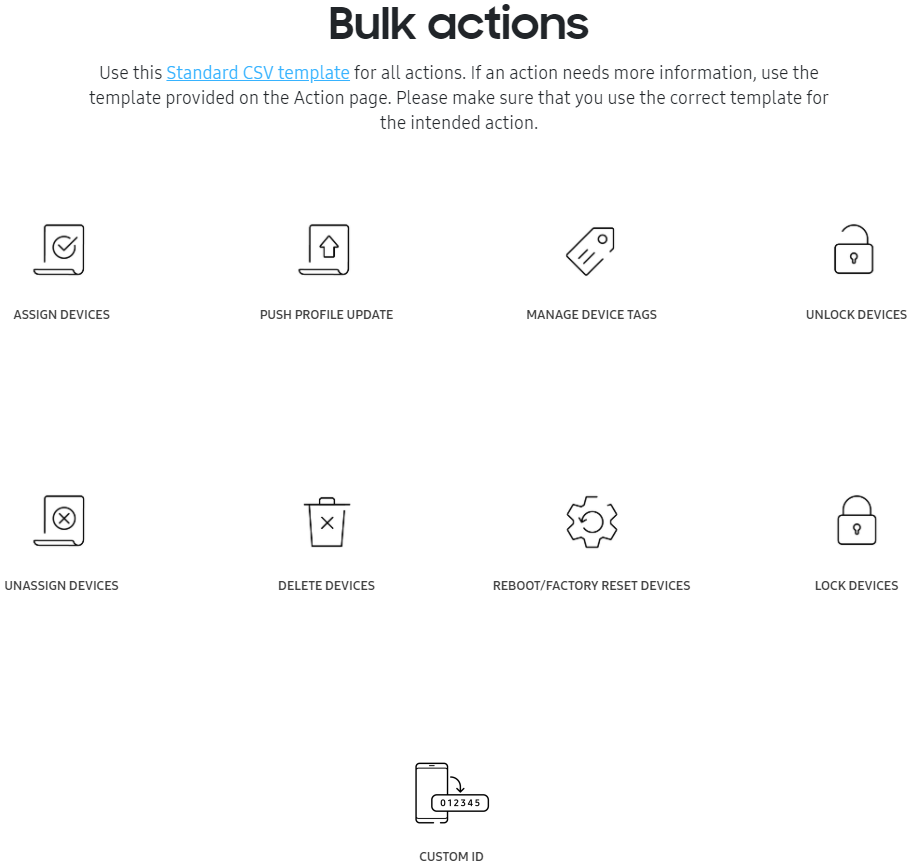 Bulk actions
Use this Standard CSV template for all actions. If an action needs more information, use the
template provided on the Action page. Please make sure that you use the correct template for
the intended action.
ASSIGN DEVICES
PUSH PROFILE UPDATE
MANAGE DEVICE TAGS
UNLOCK DEVICES
UNASSIGN DEVICES
DELETE DEVICES
REBOOT/FACTORY RESET DEVICES
LOCK DEVICES
012345
CUSTOM ID